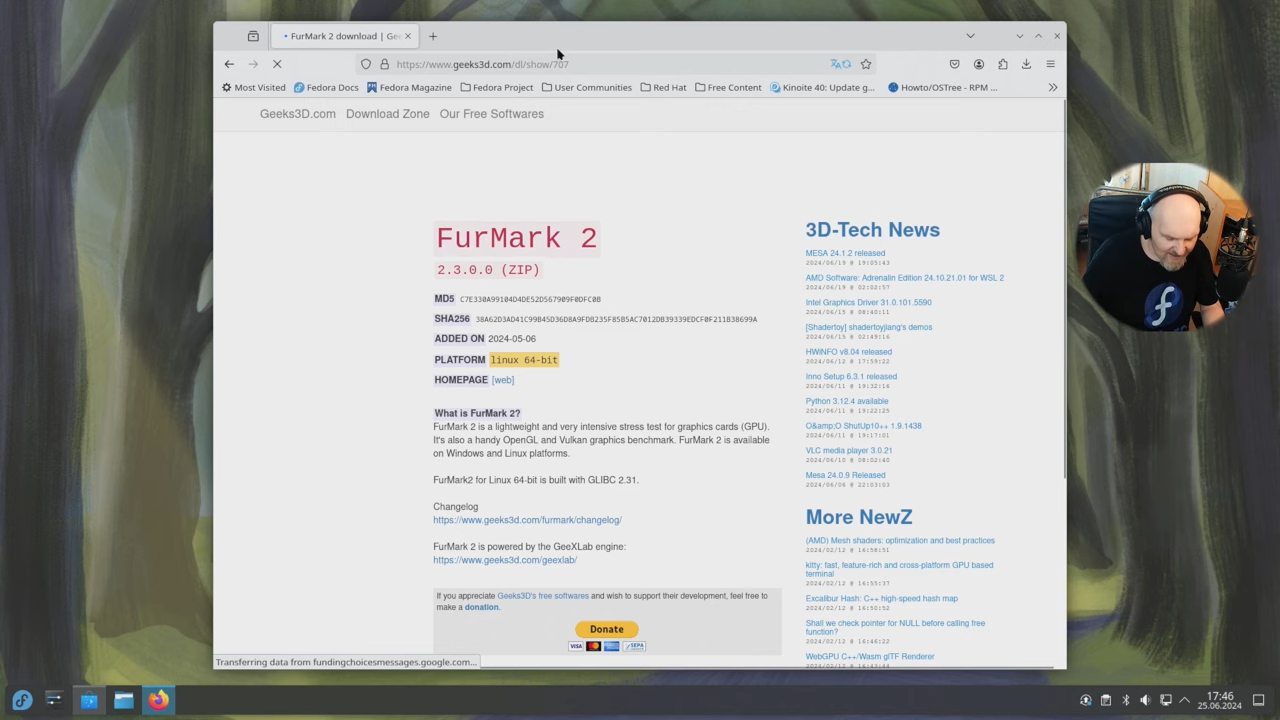 FurMark 2 download | Gee
https://www.geeks3d.com/dl/show/707
Most Visited
Fedora Docs
Fedora Magazine
Fedora Project
User Communities
Red Hat
Free Content
Kinoite 40: Update g...
Howto/OSTree - RPM ...
Geeks3D.com
Download Zone
Our Free Softwares
FurMark 2
2.3.0.0 (ZIP)
MD5 C7E330A99104D4DE52D567909F0DFC0B
SHA256 38A62D3AD41C99B45D36D8A9FDB235F85B5AC7012DB39339EDCF0F211B38699A
ADDED ON 2024-05-06
PLATFORM linux 64-bit
HOMEPAGE [web]
What is FurMark 2?
FurMark 2 is a lightweight and very intensive stress test for graphics cards (GPU).
It's also a handy OpenGL and Vulkan graphics benchmark. FurMark 2 is available
on Windows and Linux platforms.
FurMark2 for Linux 64-bit is built with GLIBC 2.31.
Changelog
https://www.geeks3d.com/furmark/changelog/
FurMark 2 is powered by the GeeXLab engine:
https://www.geeks3d.com/geexlab/
If you appreciate Geeks3D's free softwares and wish to support their development, feel free to
make a donation.
Donate
VISA
SEPA
3D-Tech News
MESA 24.1.2 released
2024/06/19 @ 19:05:43
AMD Software: Adrenalin Edition 24.10.21.01 for WSL 2
2024/06/19 @ 02:02:57
Intel Graphics Driver 31.0.101.5590
2024/06/15 @ 08:40:11
[Shadertoy] shadertoyjiang's demos
2024/06/15 @ 02:49:16
HWiNFO v8.04 released
2024/06/12 @ 17:59:22
Inno Setup 6.3.1 released
2024/06/11 @ 19:32:16
Python 3.12.4 available
2024/06/11 @ 19:22:25
O&amp;O ShutUp10++ 1.9.1438
2024/06/11 @ 19:17:01
VLC media player 3.0.21
2024/06/10 @ 08:02:40
Mesa 24.0.9 Released
2024/06/06 @ 22:03:03
More NewZ
(AMD) Mesh shaders: optimization and best practices
2024/02/12 @ 16:58:51
kitty: fast, feature-rich and cross-platform GPU based
terminal
2024/02/12 @ 16:55:37
Excalibur Hash: C++ high-speed hash map
2024/02/12 @ 16:50:52
Shall we check pointer for NULL before calling free
function?
2024/02/12 @ 16:46:22
WebGPU C++/Wasm glTF Renderer
2024/02/12 @ 16:43:44
Transferring data from fundingchoicesmessages.google.com...
17:46
25.06.2024